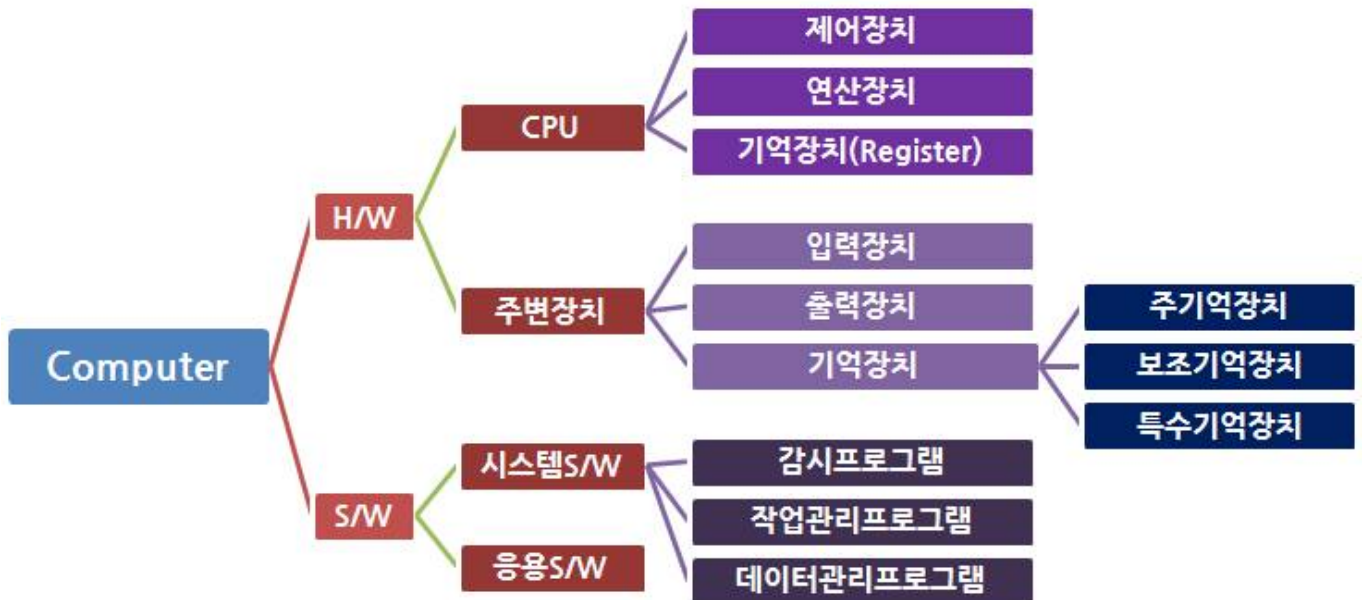 Computer
H/W
CPU
제어장치
연산장치
기억장치(Register)
주변장치
입력장치
출력장치
기억장치
주기억장치
보조기억장치
특수기억장치
S/W
시스템S/W
감시프로그램
작업관리프로그램
데이터관리프로그램
응용S/W